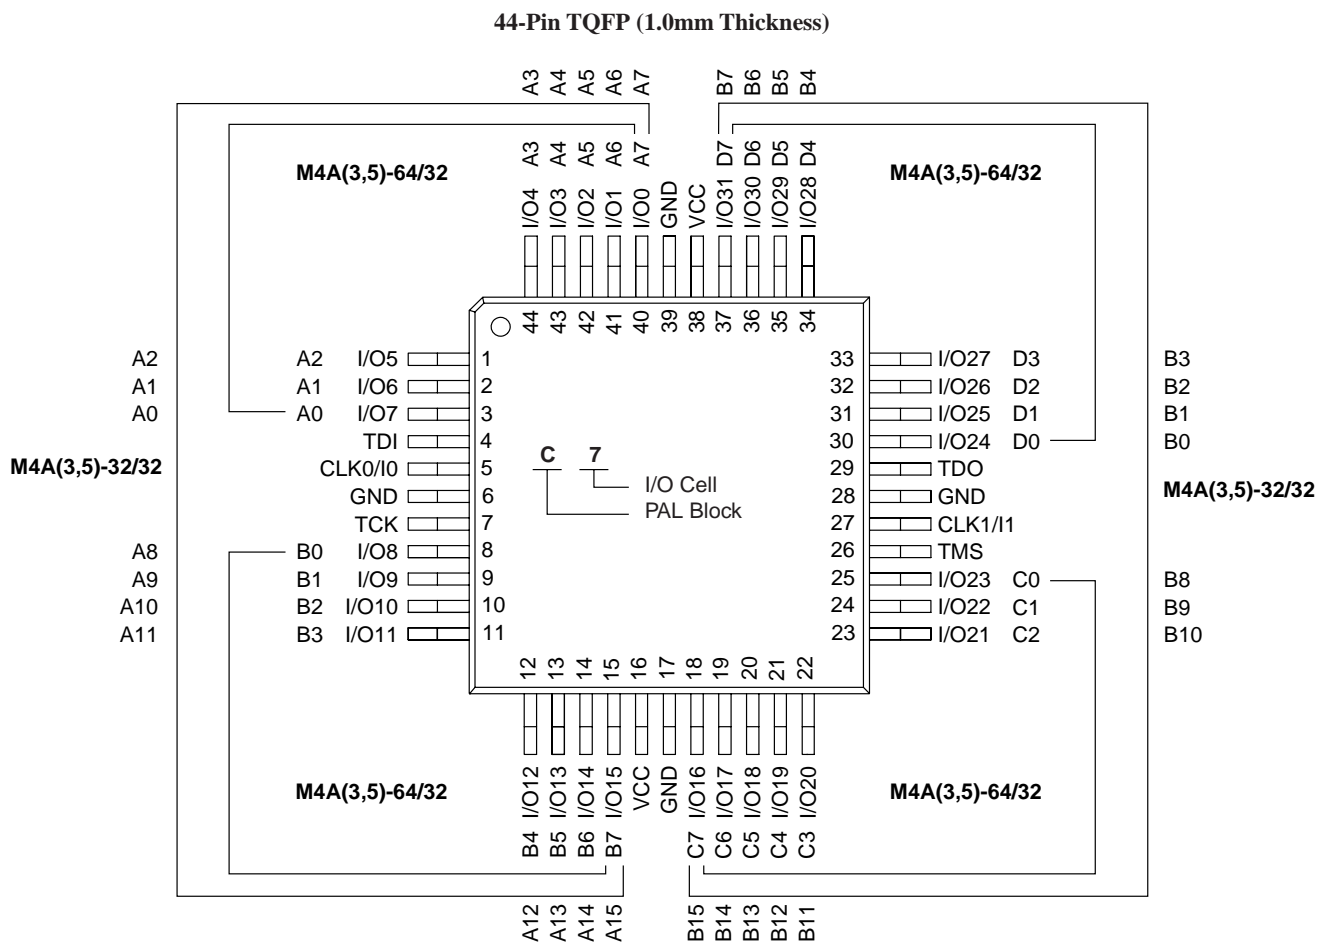 44-Pin TQFP (1.0mm Thickness)
A3 A4 A5 A6 A7 B7 B6 B5 B4
A3 A4 A5 A6 A7 D7 D6 D5 D4
M4A(3,5)-64/32 M4A(3,5)-64/32
I/O4 I/O3 I/O2 I/O1 I/O0 GND VCC I/O31 I/O30 I/O29 I/O28
44 43 42 41 40 39 38 37 36 35 34
A2 A2 I/O5 1 33 I/O27 D3 B3
A1 A1 I/O6 2 32 I/O26 D2 B2
A0 A0 I/O7 3 31 I/O25 D1 B1
TDI 4 30 I/O24 D0 B0
M4A(3,5)-32/32 CLK0/I0 5 C 7 29 TDO
GND 6 I/O Cell 28 GND M4A(3,5)-32/32
TCK 7 PAL Block 27 CLK1/I1
A8 B0 I/O8 8 26 TMS
A9 B1 I/O9 9 25 I/O23 C0 B8
A10 B2 I/O10 10 24 I/O22 C1 B9
A11 B3 I/O11 11 23 I/O21 C2 B10
12 13 14 15 16 17 18 19 20 21 22
I/O12 I/O13 I/O14 I/O15 VCC GND I/O16 I/O17 I/O18 I/O19 I/O20
M4A(3,5)-64/32 M4A(3,5)-64/32
B4 B5 B6 B7 C7 C6 C5 C4 C3
A12 A13 A14 A15 B15 B14 B13 B12 B11